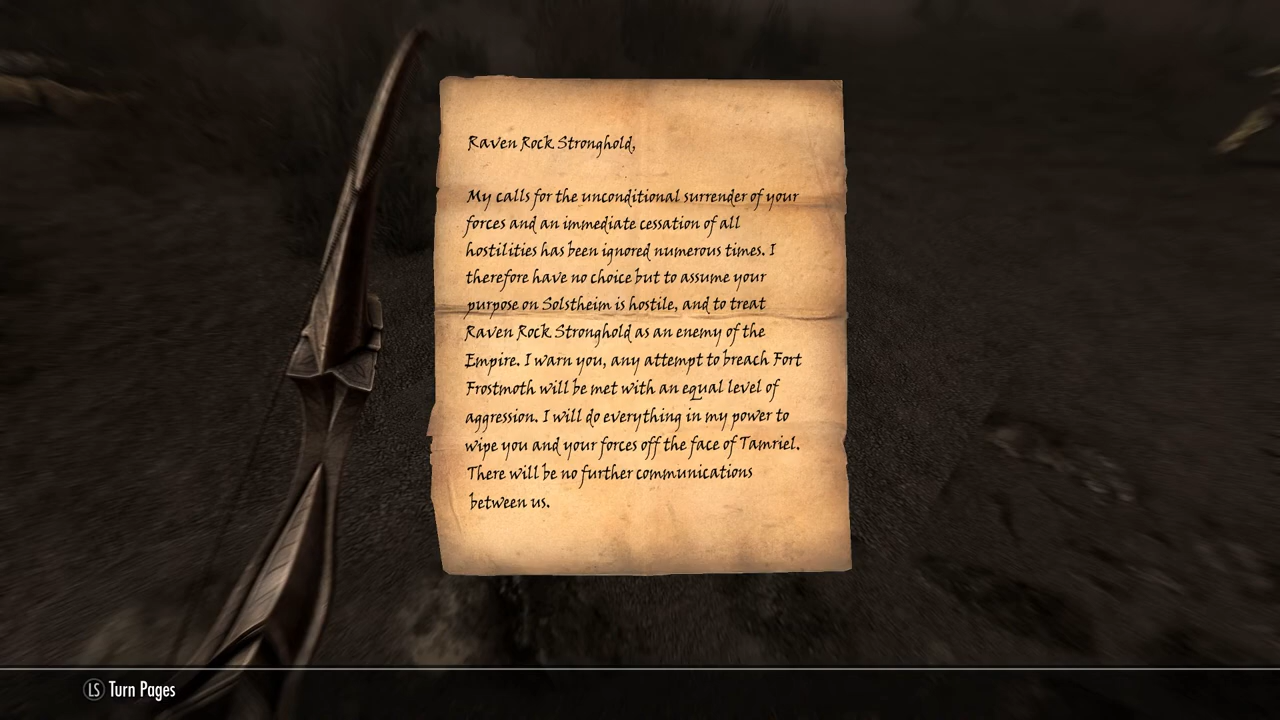 Raven Rock Stronghold,
My calls for the unconditional surrender of your
forces and an immediate cessation of all
hostilities has been ignored numerous times. I
therefore have no choice but to assume your
purpose on Solstheim is hostile, and to treat
Raven Rock Stronghold as an enemy of the
Empire. I warn you, any attempt to breach Fort
Frostmoth will be met with an equal level of
aggression. I will do everything in my power to
wipe you and your forces off the face of Tamriel.
There will be no further communications
between us.
LS Turn Pages